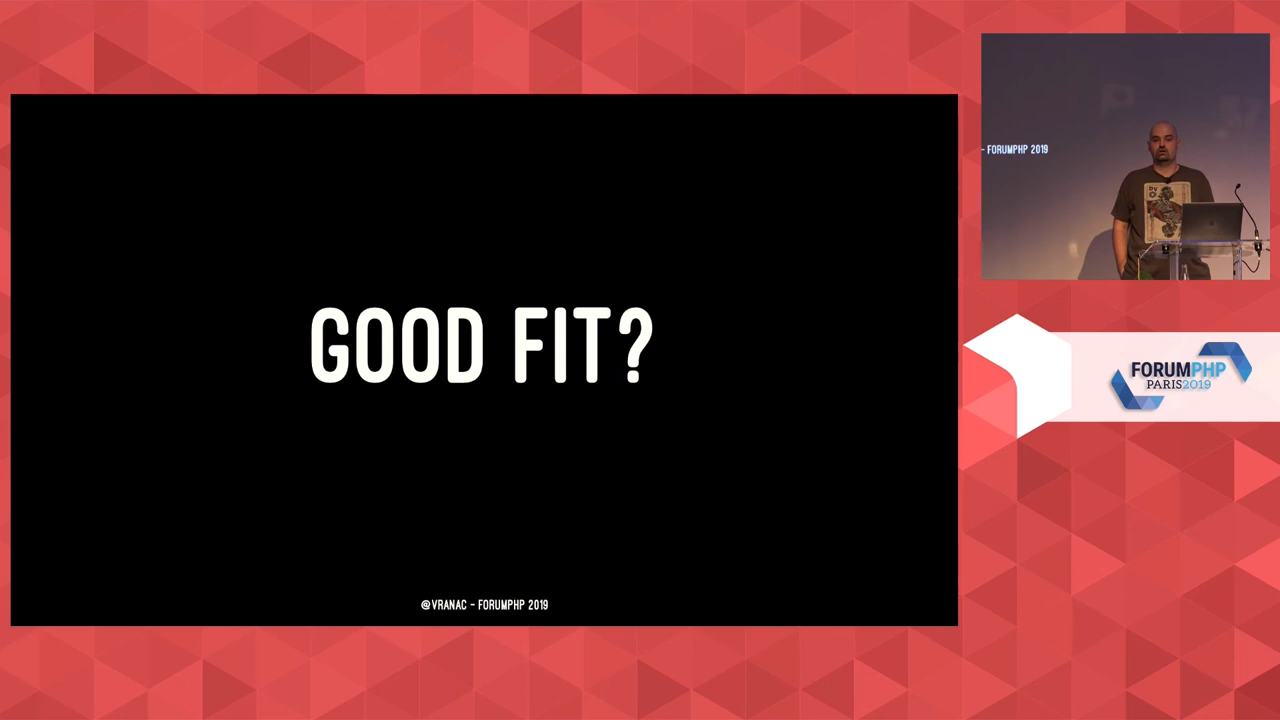 GOOD FIT?
@VRANAC - FORUMPHP 2019
- FORUMPHP 2019
FORUMPHP
PARIS2019